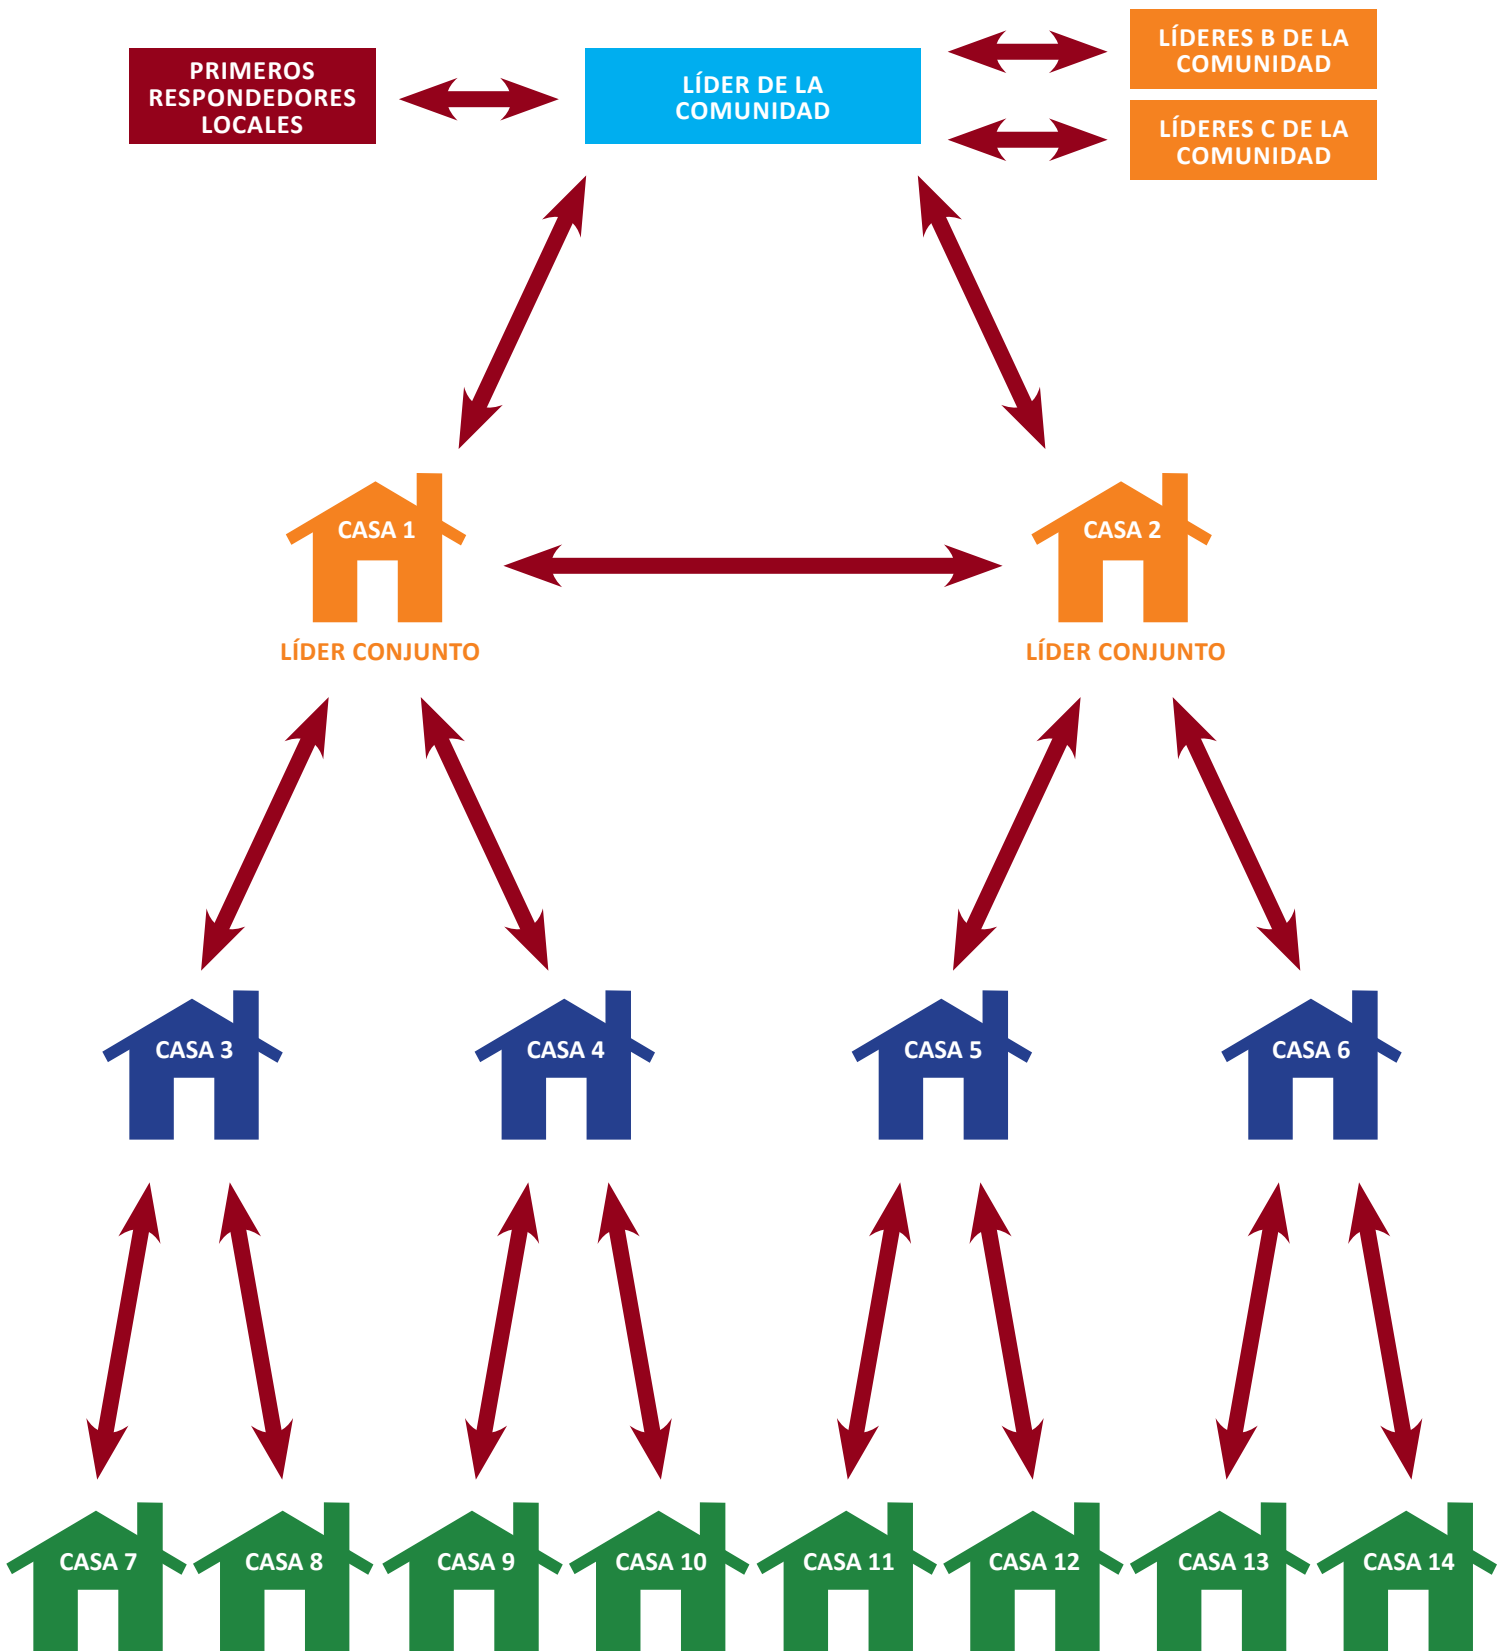 PRIMEROS
RESPONDEDORES
LOCALES
LÍDER DE LA
COMUNIDAD
LÍDERES B DE LA
COMUNIDAD
LÍDERES C DE LA
COMUNIDAD
CASA 1
LÍDER CONJUNTO
CASA 2
LÍDER CONJUNTO
CASA 3
CASA 4
CASA 5
CASA 6
CASA 7
CASA 8
CASA 9
CASA 10
CASA 11
CASA 12
CASA 13
CASA 14